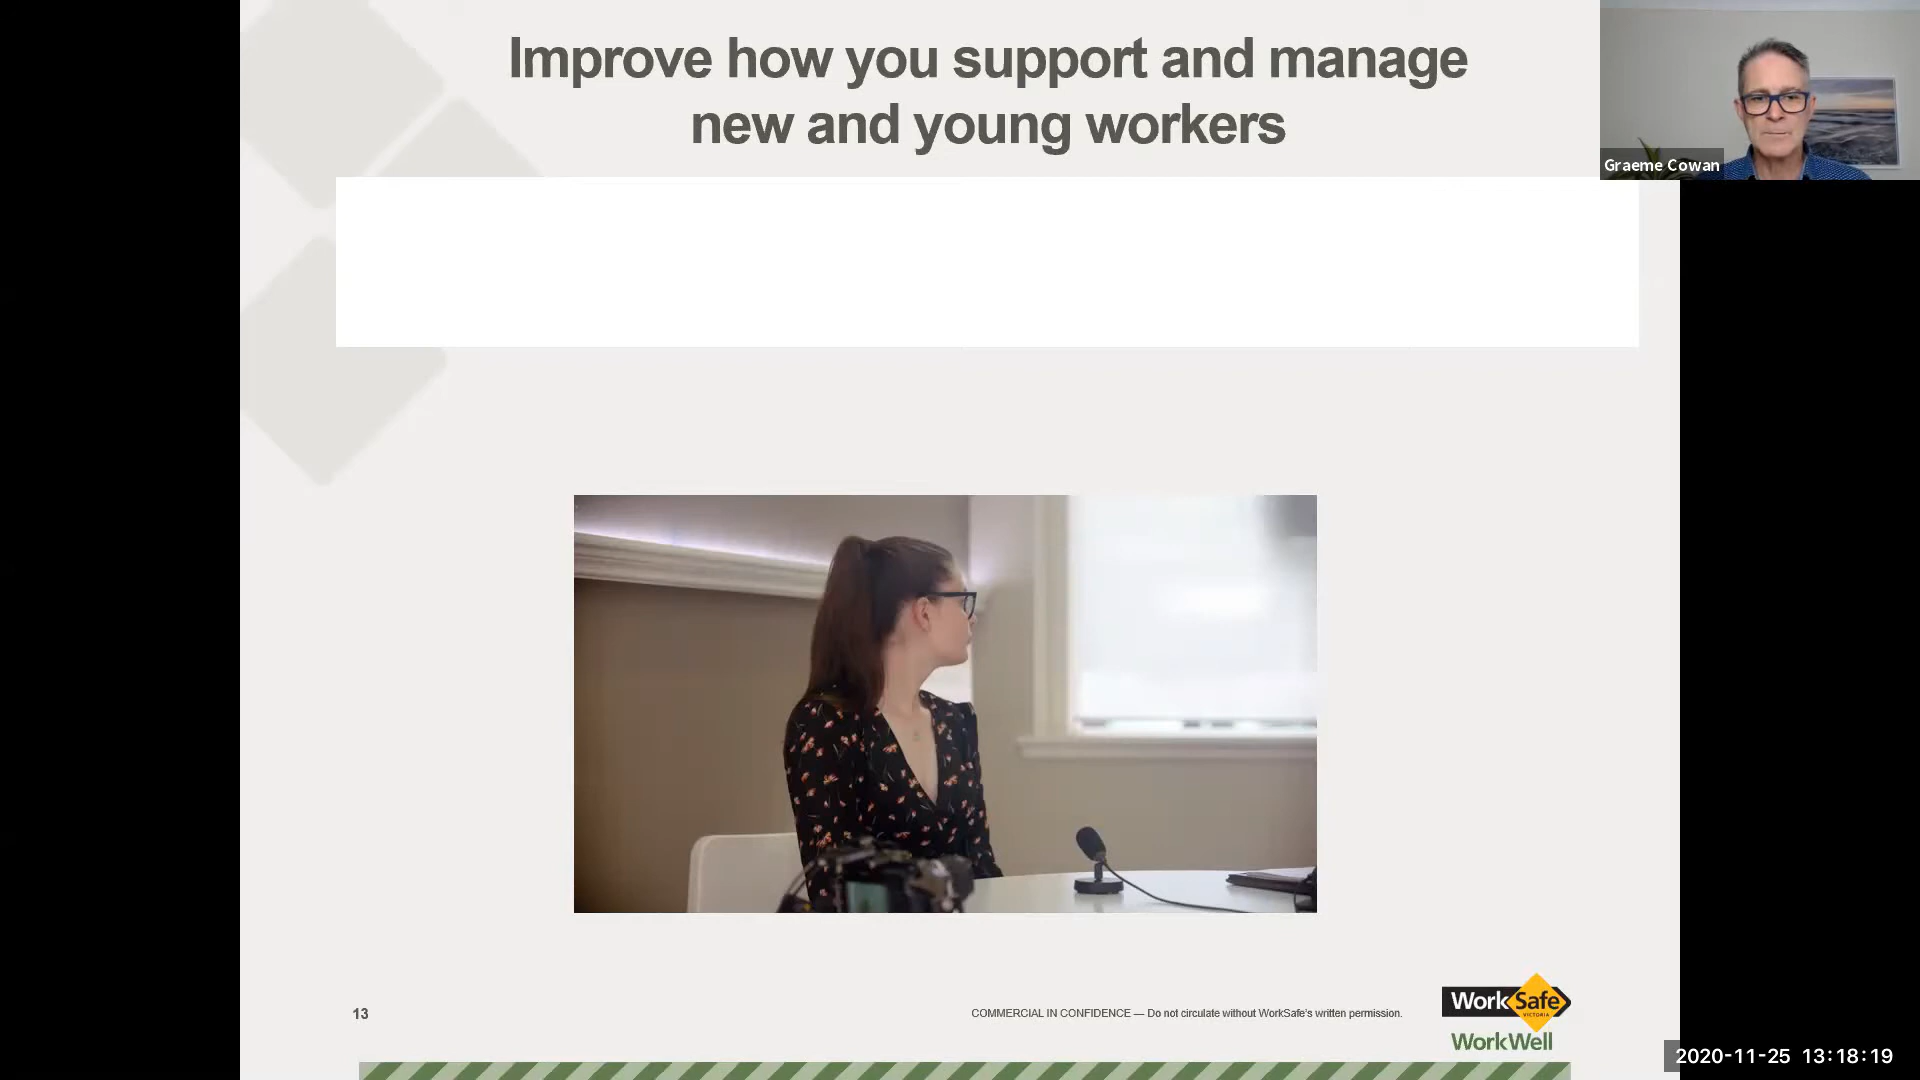 Improve how you support and manage
new and young workers
Graeme Cowan
13
COMMERCIAL IN CONFIDENCE — Do not circulate without WorkSafe's written permission.
WorkSafe
VICTORIA
WorkWell
2020-11-25 13:18:19